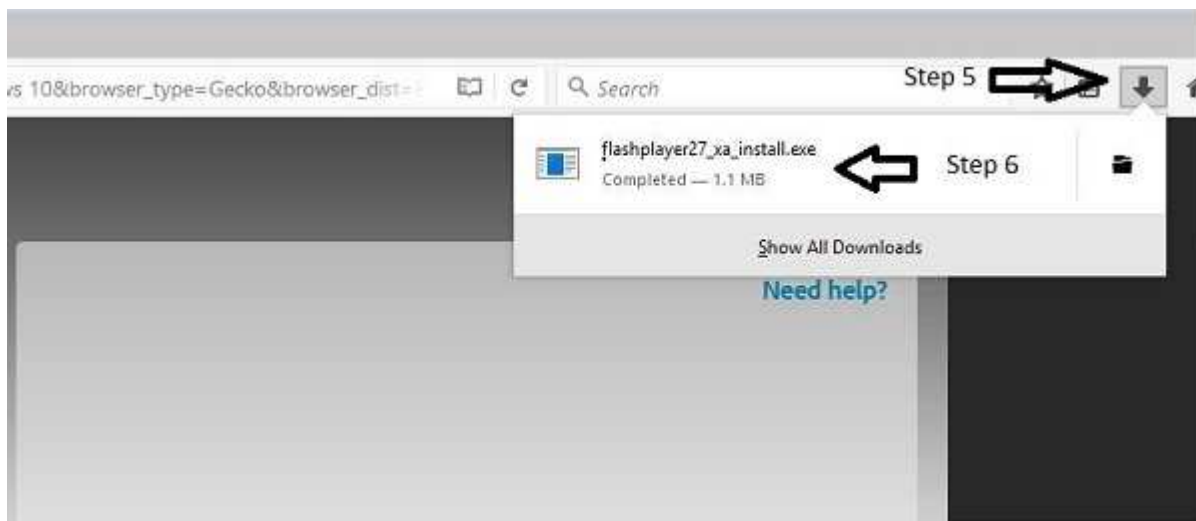 vs 10&browser_type=Gecko&browser_dist=
Search
Step 5
flashplayer27_xa_install.exe
Completed — 1.1 MB
Step 6
Show All Downloads
Need help?